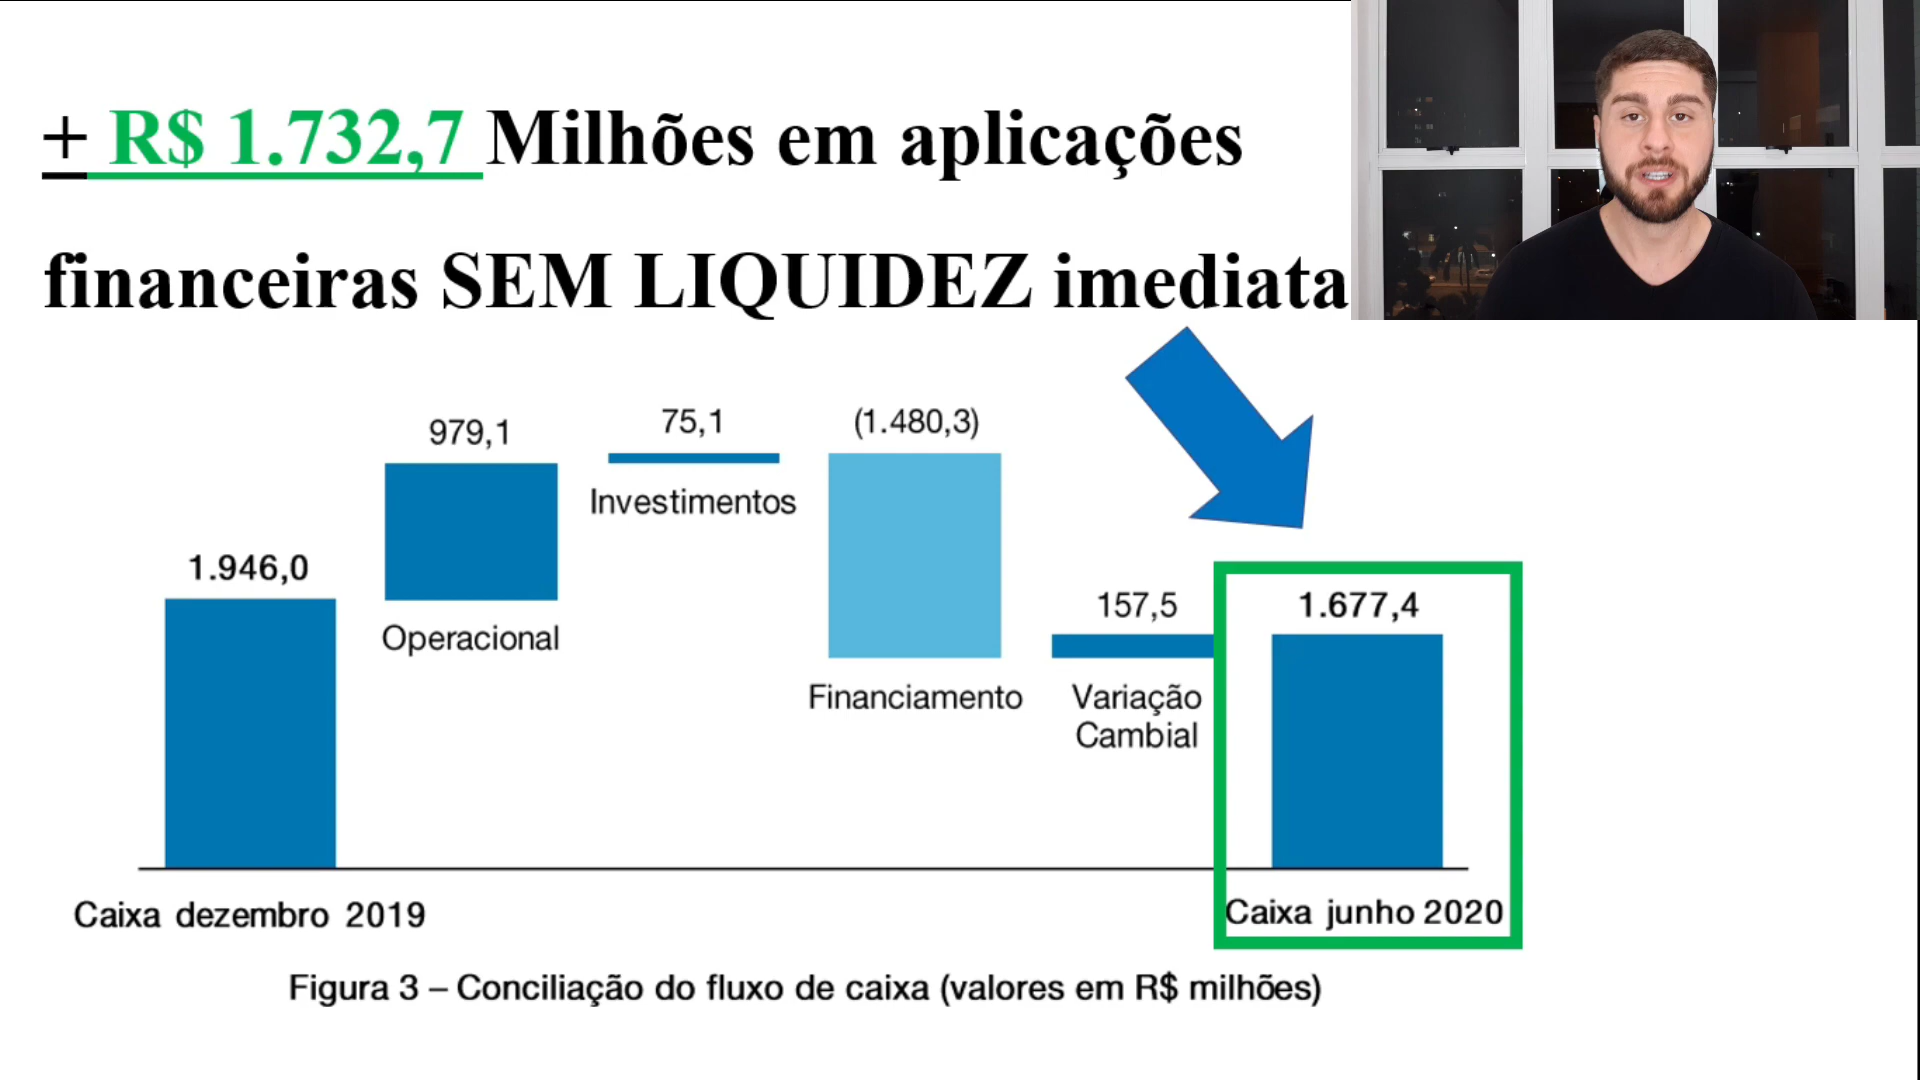 + R$ 1.732,7 Milhões em aplicações
financeiras SEM LIQUIDEZ imediata
979,1
75,1
(1.480,3)
Investimentos
1.946,0
Operacional
157,5
1.677,4
Financiamento
Variação
Cambial
Caixa dezembro 2019
Caixa junho 2020
Figura 3 – Conciliação do fluxo de caixa (valores em R$ milhões)